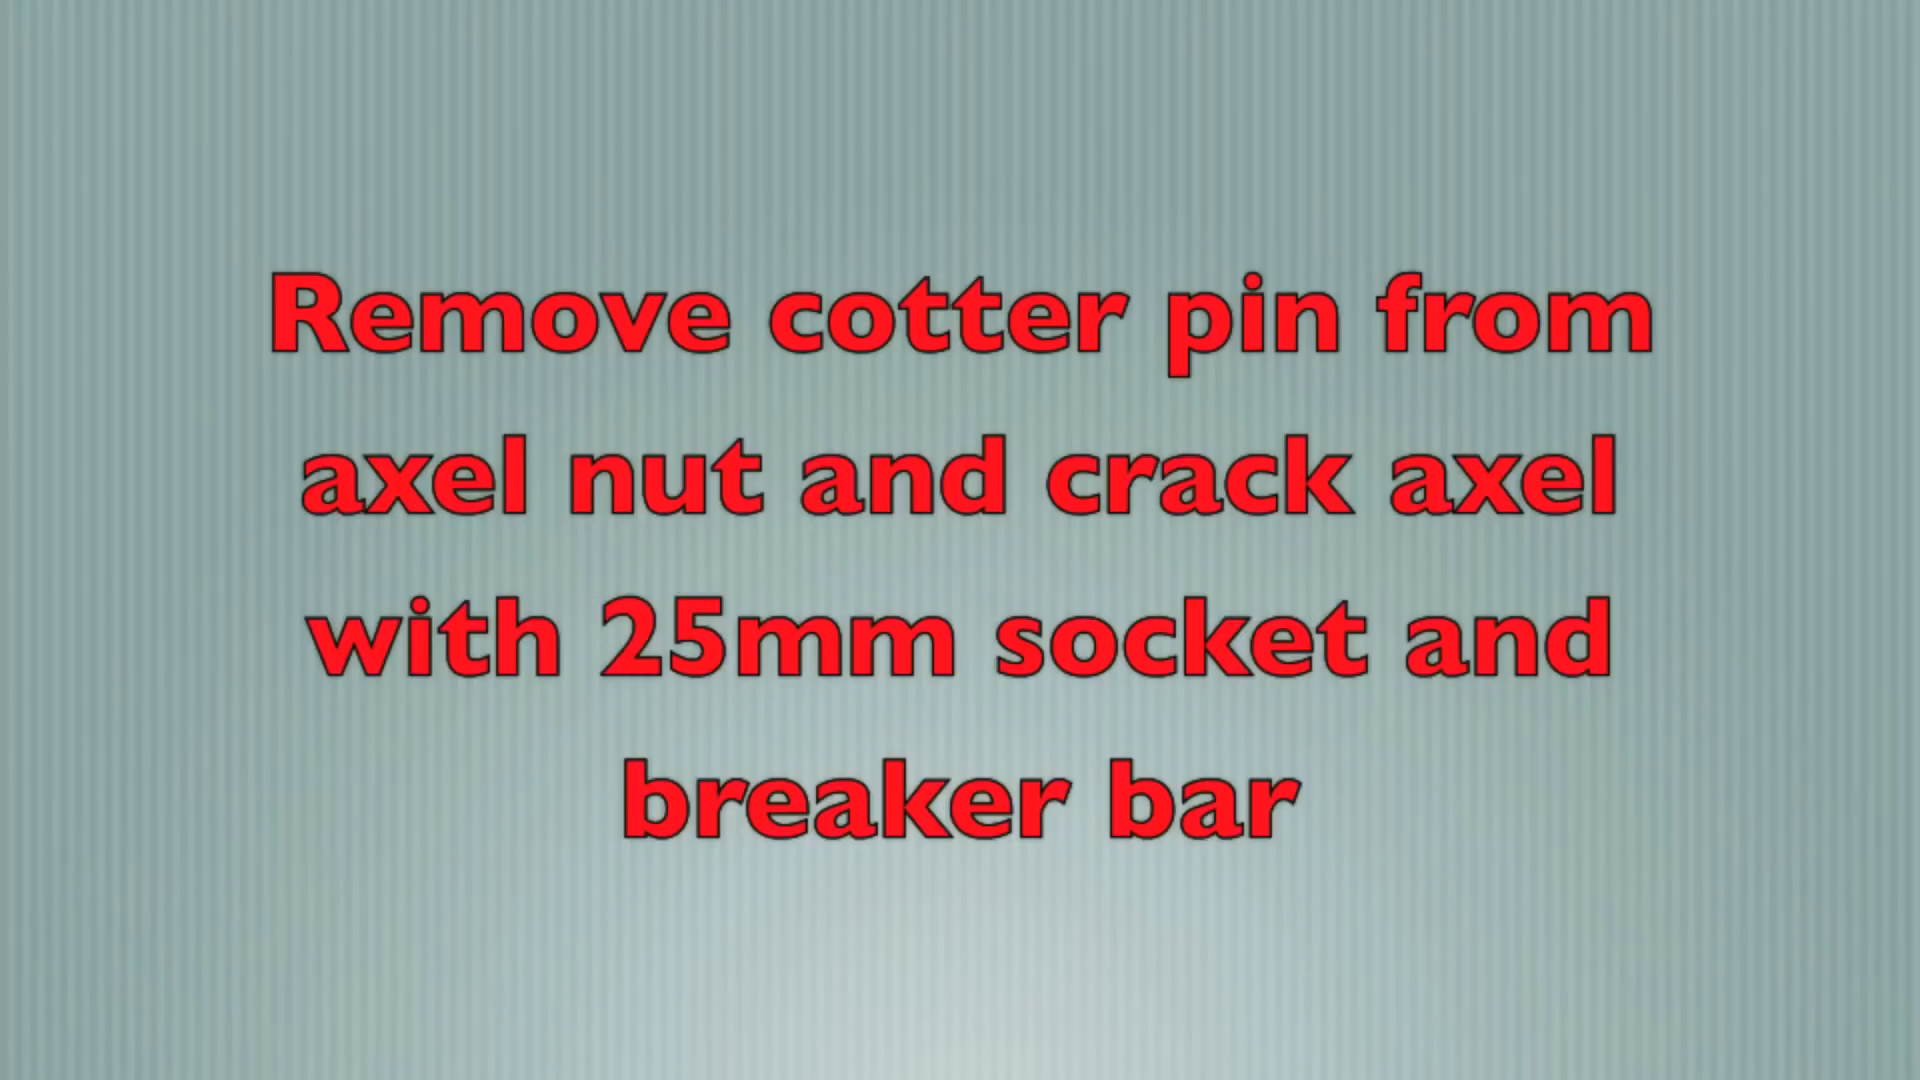 Remove cotter pin from
axel nut and crack axel
with 25mm socket and
breaker bar